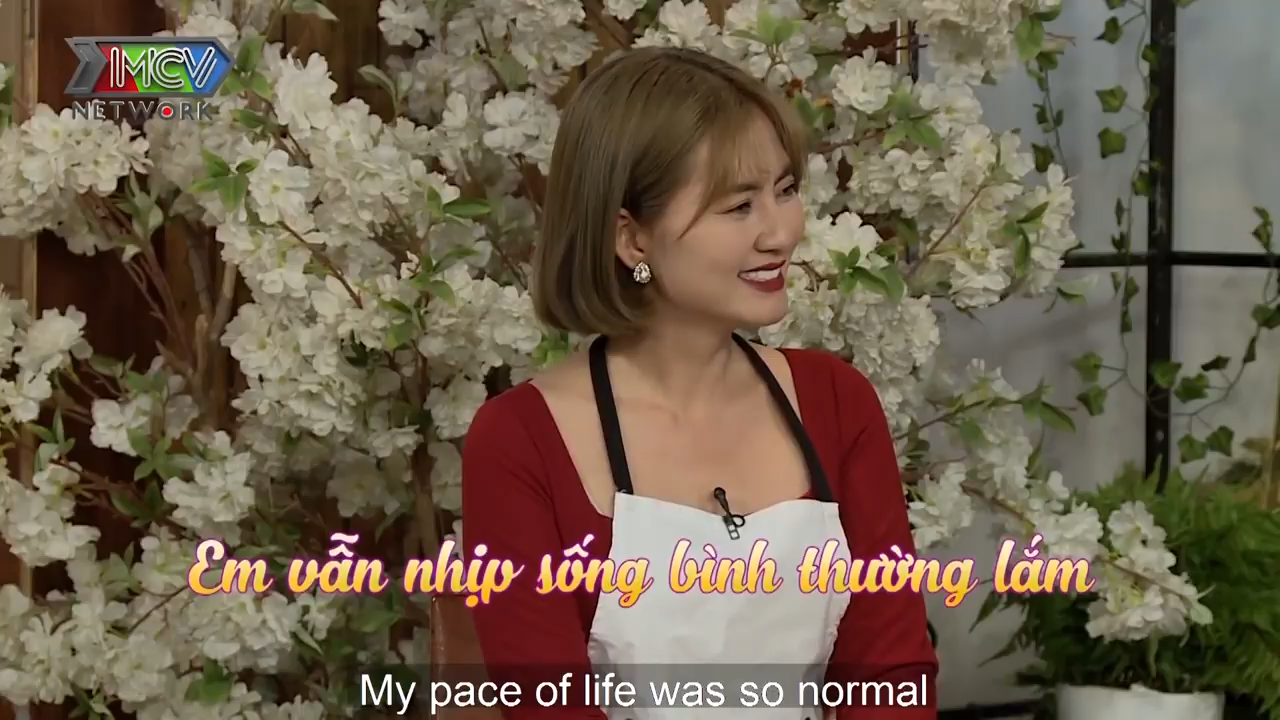 MCV
NETWORK
Em vẫn nhịp sống bình thường lắm
My pace of life was so normal